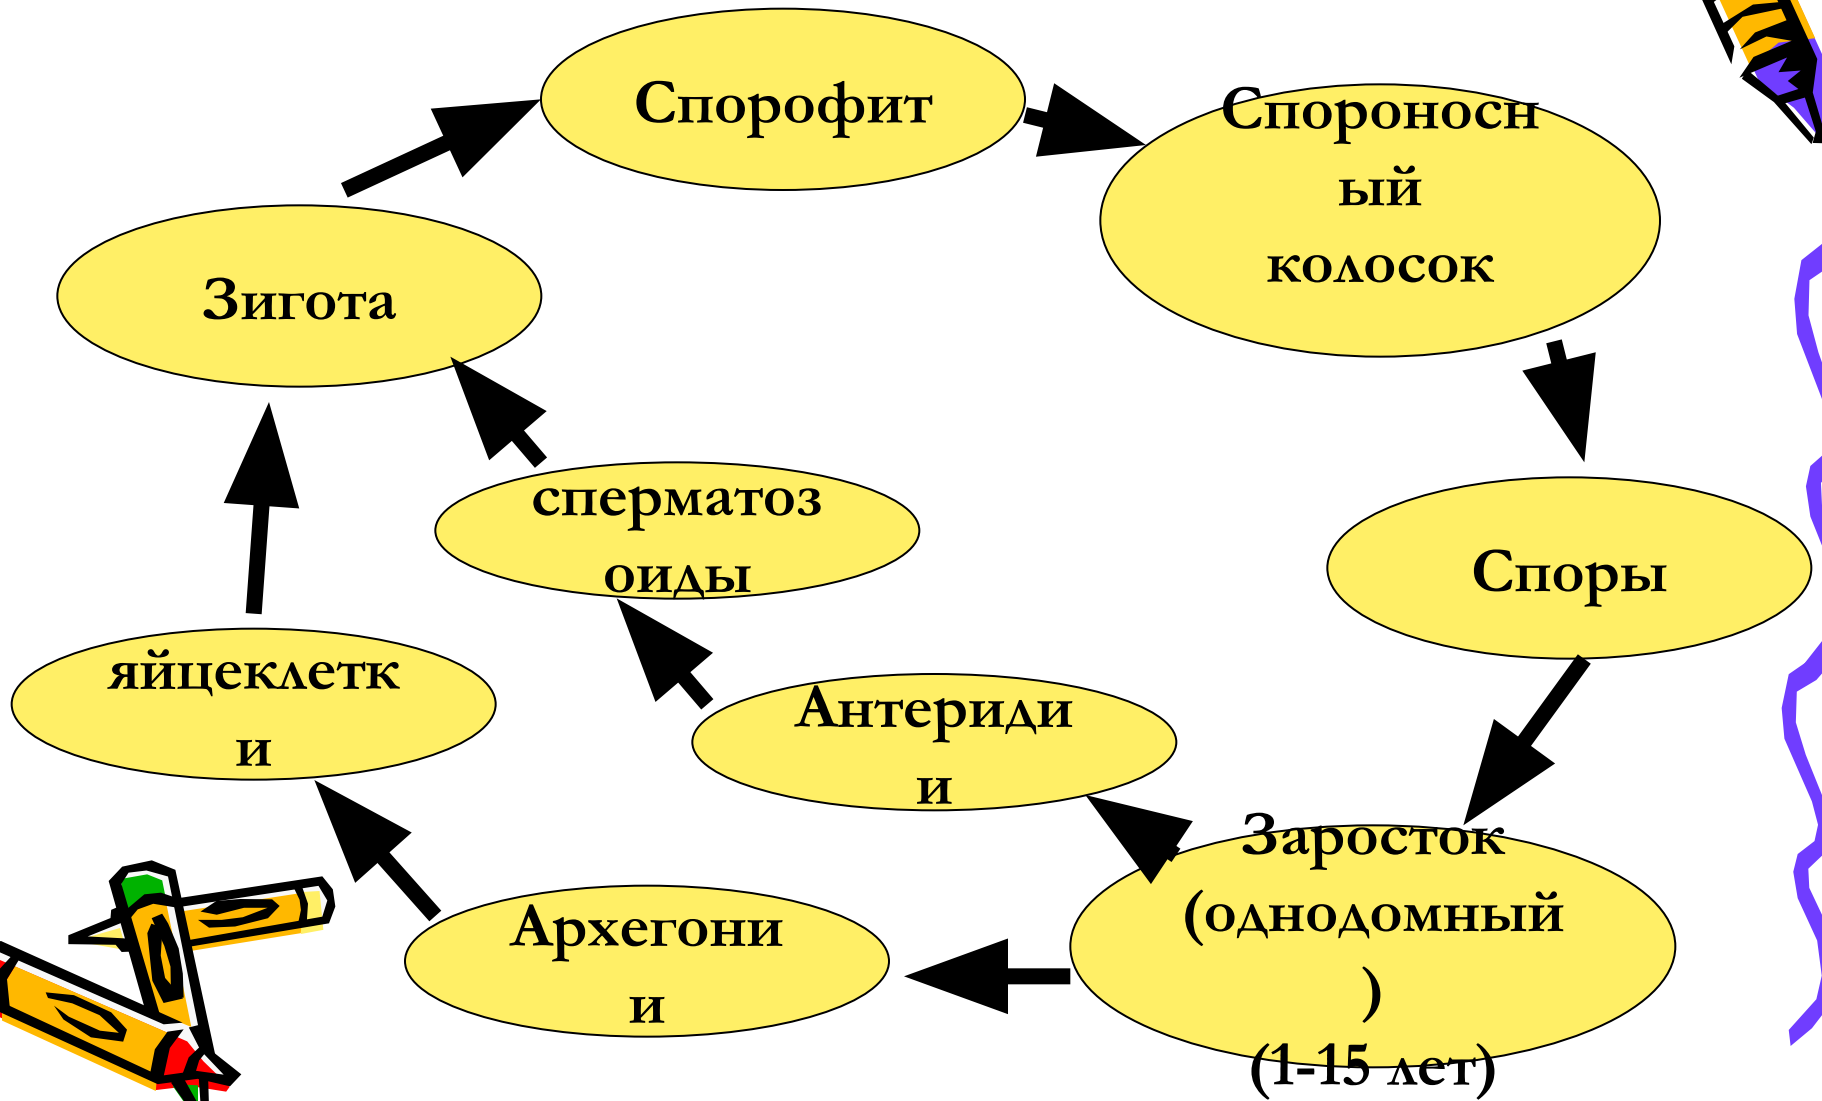 Спорофит
Спороносн
ый
колосок
Зигота
сперматоз
оиды
Споры
яйцеклетк
и
Антериди
и
Заросток
(однодомный
)
(1-15 лет)
Архегони
и